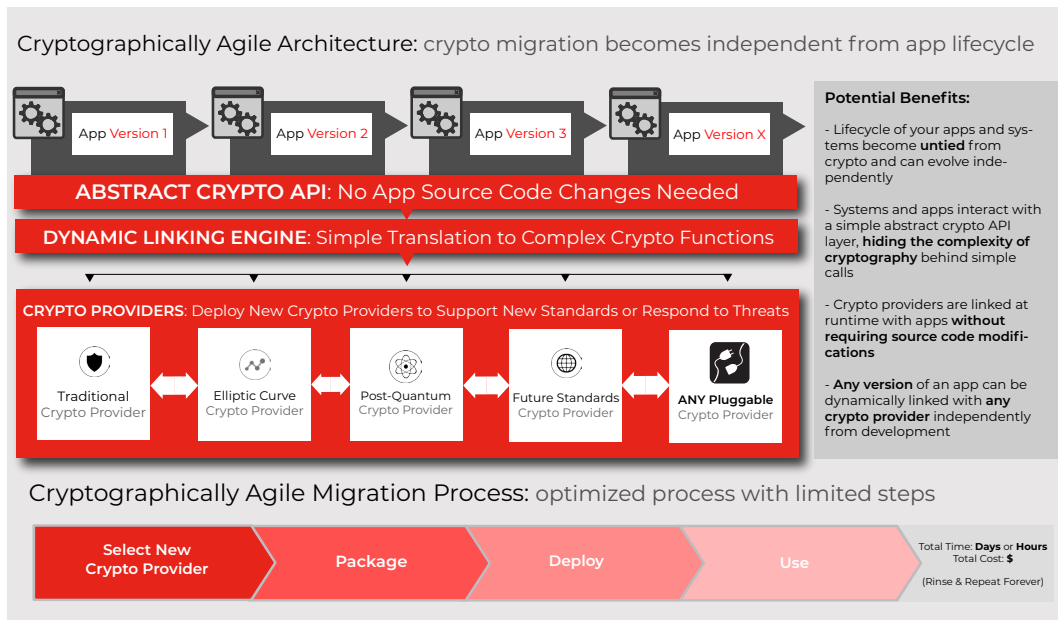 Cryptographically Agile Architecture: crypto migration becomes independent from app lifecycle
App Version 1
App Version 2
App Version 3
App Version X
ABSTRACT CRYPTO API: No App Source Code Changes Needed
DYNAMIC LINKING ENGINE: Simple Translation to Complex Crypto Functions
CRYPTO PROVIDERS: Deploy New Crypto Providers to Support New Standards or Respond to Threats
Traditional
Crypto Provider
Elliptic Curve
Crypto Provider
Post-Quantum
Crypto Provider
Future Standards
Crypto Provider
ANY Pluggable
Crypto Provider
Potential Benefits:
- Lifecycle of your apps and sys-
tems become untied from
crypto and can evolve inde-
pendently
- Systems and apps interact with
a simple abstract crypto API
layer, hiding the complexity of
cryptography behind simple
calls
- Crypto providers are linked at
runtime with apps without
requiring source code modifi-
cations
- Any version of an app can be
dynamically linked with any
crypto provider independently
from development
Cryptographically Agile Migration Process: optimized process with limited steps
Select New
Crypto Provider
Package
Deploy
Use
Total Time: Days or Hours
Total Cost: $
(Rinse & Repeat Forever)